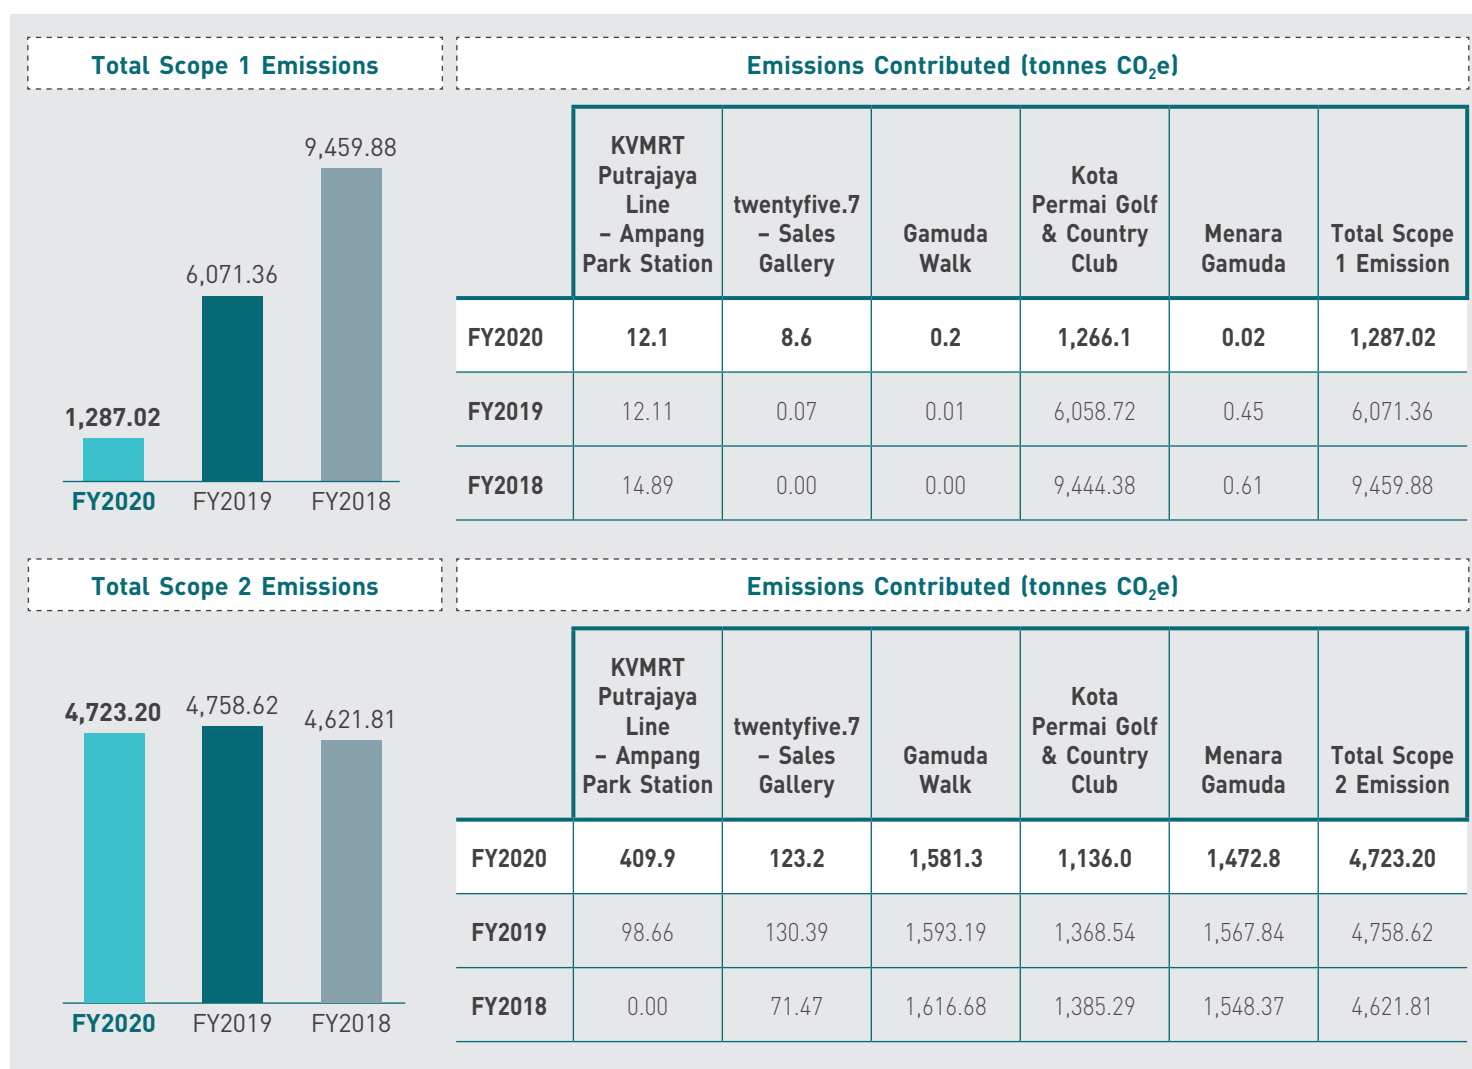 Total Scope 1 Emissions
9,459.88
6,071.36
1,287.02
FY2020 FY2019 FY2018
Emissions Contributed (tonnes CO₂e)
KVMRT
Putrajaya
Line
– Ampang
Park Station
twentyfive.7
– Sales
Gallery
Gamuda
Walk
Kota
Permai Golf
& Country
Club
Menara
Gamuda
Total Scope
1 Emission
FY2020 12.1 8.6 0.2 1,266.1 0.02 1,287.02
FY2019 12.11 0.07 0.01 6,058.72 0.45 6,071.36
FY2018 14.89 0.00 0.00 9,444.38 0.61 9,459.88
Total Scope 2 Emissions
4,723.20 4,758.62 4,621.81
FY2020 FY2019 FY2018
Emissions Contributed (tonnes CO₂e)
KVMRT
Putrajaya
Line
– Ampang
Park Station
twentyfive.7
– Sales
Gallery
Gamuda
Walk
Kota
Permai Golf
& Country
Club
Menara
Gamuda
Total Scope
2 Emission
FY2020 409.9 123.2 1,581.3 1,136.0 1,472.8 4,723.20
FY2019 98.66 130.39 1,593.19 1,368.54 1,567.84 4,758.62
FY2018 0.00 71.47 1,616.68 1,385.29 1,548.37 4,621.81